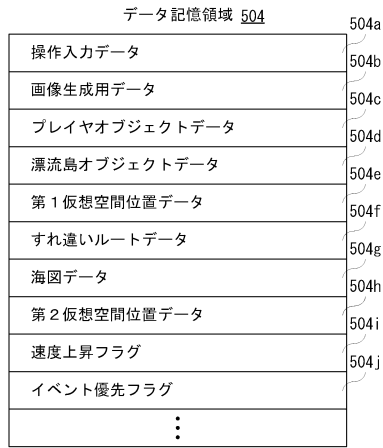 データ記憶領域 504
504a
操作入力データ
504b
画像生成用データ
504c
プレイヤオブジェクトデータ
504d
漂流島オブジェクトデータ
504e
第１仮想空間位置データ
504f
すれ違いルートデータ
504g
海図データ
504h
第２仮想空間位置データ
504i
速度上昇フラグ
504j
イベント優先フラグ